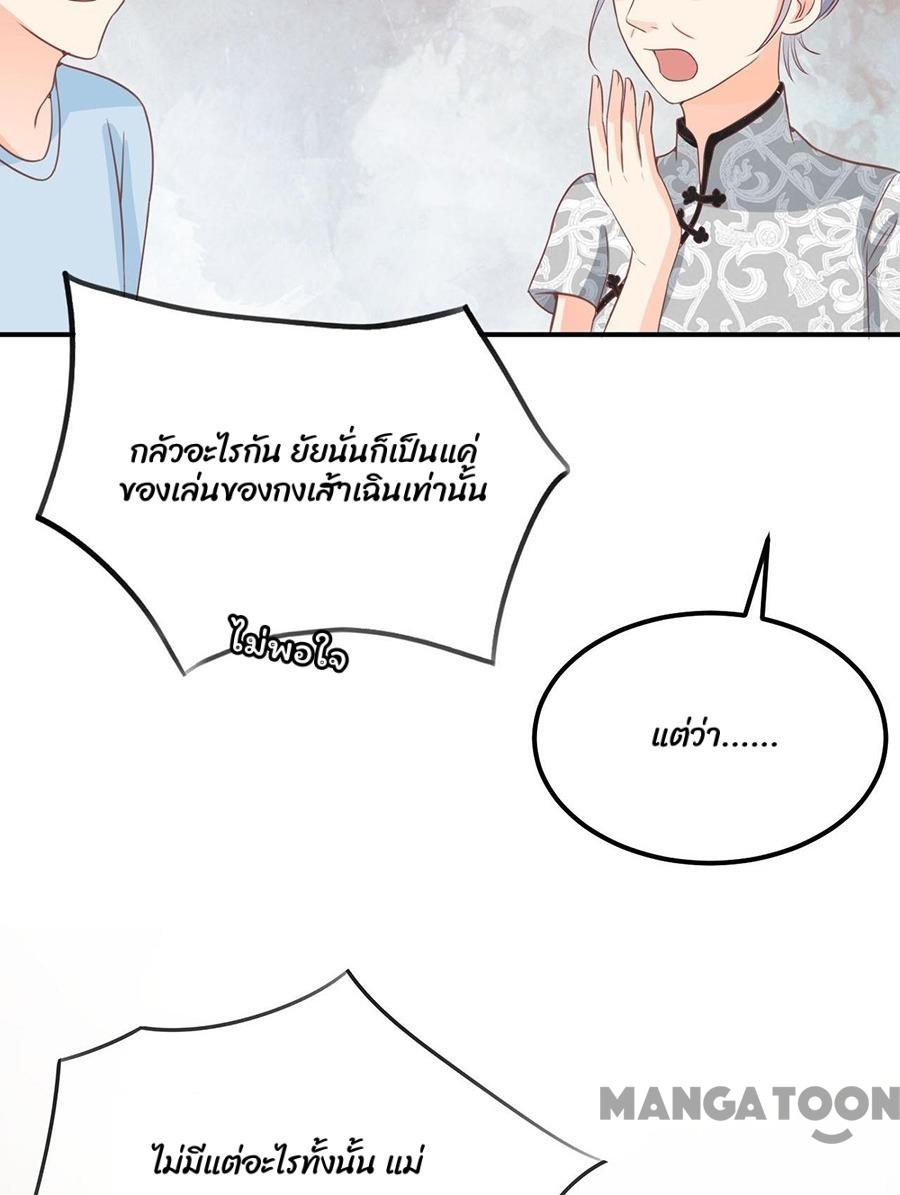 กลัวอะไรกัน ยัยนั่นก็เป็นแค่
ของเล่นของกงเส้าเฉินเท่านั้น
ไม่พอใจ
แต่ว่า......
MANGATOON
ไม่มีแต่อะไรทั้งนั้น แม่